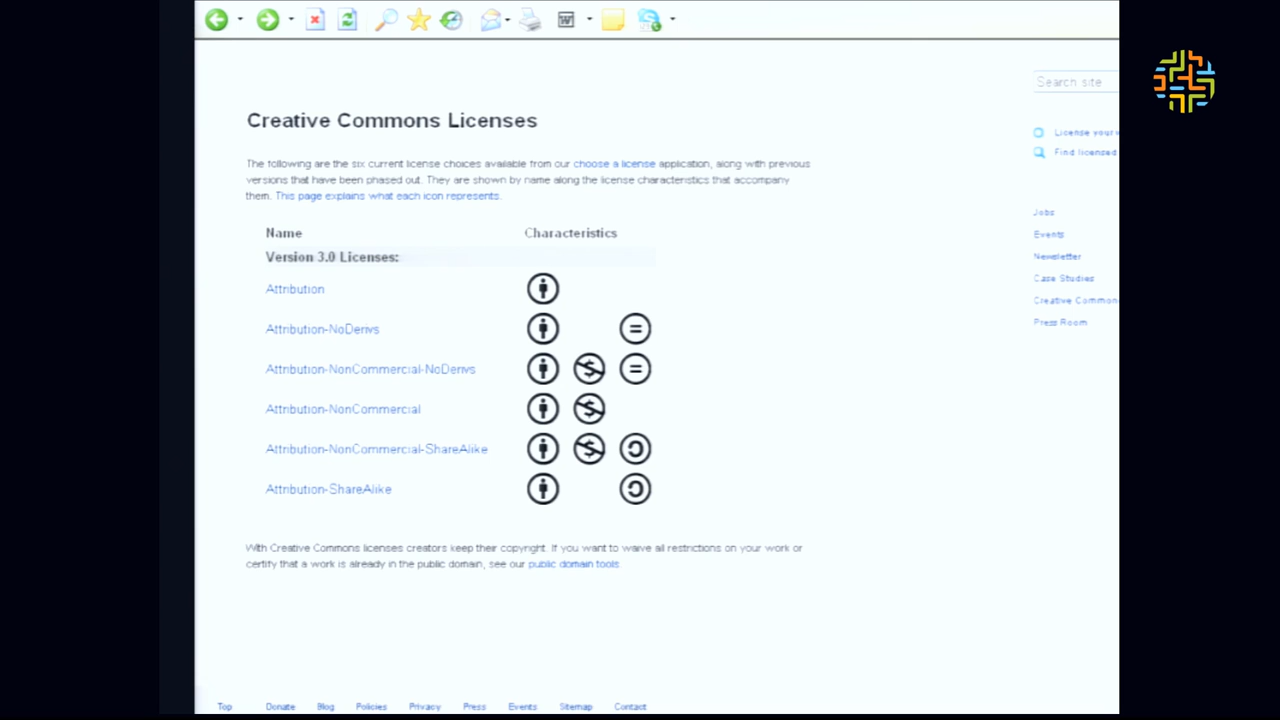 Search site
Creative Commons Licenses
License your
Find licensed
The following are the six current license choices available from our choose a license application, along with previous
versions that have been phased out. They are shown by name along the license characteristics that accompany
them. This page explains what each icon represents.
Name Characteristics
Version 3.0 Licenses:
Attribution
Attribution-NoDerivs
Attribution-NonCommercial-NoDerivs
Attribution-NonCommercial
Attribution-NonCommercial-ShareAlike
Attribution-ShareAlike
Jobs
Events
Newsletter
Case Studies
Creative Common
Press Room
With Creative Commons licenses creators keep their copyright. If you want to waive all restrictions on your work or
certify that a work is already in the public domain, see our public domain tools
Top Donate Blog Policies Privacy Press Events Sitemap Contact